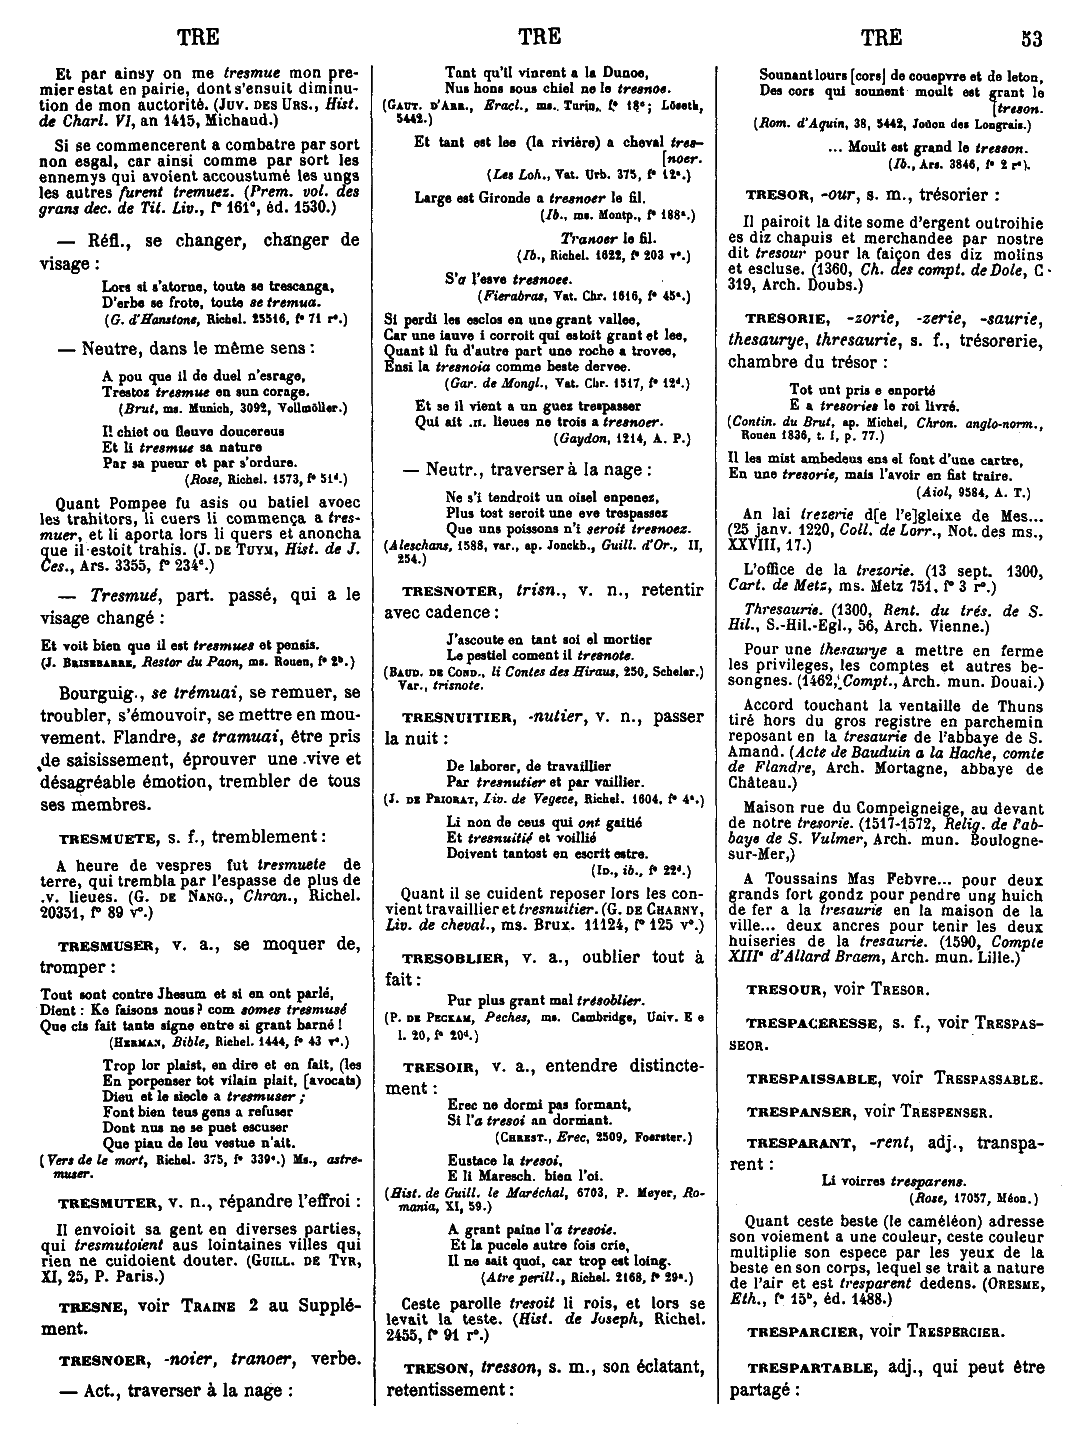 TRE
TRE
TRE
53
Et par ainsy on me tresmue mon pre-
mier estat en pairie, dont s'ensuit diminu-
tion de mon auctorité. (JUV. DES URS., Hist.
de Charl. VI, an 1415, Michaud.)
Si se commencerent a combatre par sort
non esgal, car ainsi comme par sort les
ennemys qui avoient accoustumé les ungs
les autres furent tremuez. (Prem. vol. des
grans dec. de Tit. Liv., f° 161ᵃ, éd. 1530.)
— Réfl., se changer, changer de
visage :
Lors si s'atorne, toute se trescanga,
D'erbe se frote, toute se tremua.
(G. d'Hanstone, Richel. 25516, f° 71 r°.)
— Neutre, dans le même sens :
A pou que il de duel n'esrage,
Trestoz tresmue en sun corage.
(Brut, ms. Munich, 3092, Vollmöller.)
Il chiet ou fleuve doucereus
Et li tresmue sa nature
Par sa pueur et par s'ordure.
(Rose, Richel. 1573, f° 51ᵈ.)
Quant Pompee fu asis ou batiel avoec
les trahitors, li cuers li commença a tres-
muer, et li aporta lors li quers et anoncha
que il estoit trahis. (J. DE TUYM, Hist. de J.
Ces., Ars. 3355, f° 234ᶜ.)
— Tresmué, part. passé, qui a le
visage changé :
Et voit bien que il est tresmues et pensis.
(J. BRISEBARRE, Restor du Paon, ms. Rouen, f° 2ᵇ.)
Bourguig., se trémuai, se remuer, se
troubler, s'émouvoir, se mettre en mou-
vement. Flandre, se tramuai, être pris
de saisissement, éprouver une vive et
désagréable émotion, trembler de tous
ses membres.
TRESMUETE, s. f., tremblement :
A heure de vespres fut tresmuete de
terre, qui trembla par l'espasse de plus de
.v. lieues. (G. DE NANG., Chron., Richel.
20351, f° 89 v°.)
TRESMUSER, v. a., se moquer de,
tromper :
Tout sont contre Jhesum et si en ont parlé,
Dient : Ke faisons nous? com somes tresmusé
Que cis fait tante signe entre si grant barné !
(HERMAN, Bible, Richel. 1444, f° 43 v°.)
Trop lor plaist, en dire et en fait, (les
En porpenser tot vilain plait, [avocats)
Dieu et le siecle a tresmuser ;
Font bien teus gens a refuser
Dont nus ne se puet escuser
Que piau de leu vestue n'ait.
(Vers de le mort, Richel. 375, f° 339ᶜ.) Ms., astre-
muser.
TRESMUTER, v. n., répandre l'effroi :
Il envoioit sa gent en diverses parties,
qui tresmutoient aus lointaines villes qui
rien ne cuidoient douter. (GUILL. DE TYR,
XI, 25, P. Paris.)
TRESNE, voir TRAINE 2 au Supplé-
ment.
TRESNOER, -noier, tranoer, verbe.
— Act., traverser à la nage :
Tant qu'il vinrent a la Dunoe,
Nus hons sous chiel ne le tresnoe.
(GAUT. D'ARR., Eracl., ms. Turin, f° 18ᶜ; Löseth,
5442.)
Et tant est lee (la rivière) a cheval tres-
[noer.
(Les Loh., Vat. Urb. 375, f° 12ᵉ.)
Large est Gironde a tresnoer le fil.
(Ib., ms. Montp., f° 188ᵃ.)
Tranoer le fil.
(Ib., Richel. 1622, f° 203 v°.)
S'a l'esve tresnoee.
(Fierabras, Vat. Chr. 1616, f° 45ᵃ.)
Si perdi les esclos en une grant vallee,
Car une iauve i corroit qui estoit grant et lee,
Quant il fu d'autre part une roche a trovee,
Ensi la tresnoia comme beste dervee.
(Gar. de Mongl., Vat. Chr. 1517, f° 12ᵈ.)
Et se il vient a un guez trespasser
Qui ait .II. lieues ne trois a tresnoer.
(Gaydon, 1214, A. P.)
— Neutr., traverser à la nage :
Ne s'i tendroit un oisel enpenez,
Plus tost seroit une eve trespassez
Que uns poissons n'i seroit tresnoez.
(Aleschans, 1588, var., ap. Jonckb., Guill. d'Or., II,
254.)
TRESNOTER, trisn., v. n., retentir
avec cadence :
J'ascoute en tant soi el mortier
Le pestiel coment il tresnote.
(BAUD. DE COND., li Contes des Hiraus, 250, Scheler.)
Var., trisnote.
TRESNUITIER, -nutier, v. n., passer
la nuit :
De laborer, de travaillier
Par tresnutier et par vaillier.
(J. DE PRIORAT, Liv. de Vegece, Richel. 1604, f° 4ᵃ.)
Li non de ceus qui ont gaitié
Et tresnuitié et voillié
Doivent tantost en escrit estre.
(ID., ib., f° 22ᵈ.)
Quant il se cuident reposer lors les con-
vient travaillier et tresnuitier. (G. DE CHARNY,
Liv. de cheval., ms. Brux. 11124, f° 125 v°.)
TRESOBLIER, v. a., oublier tout à
fait :
Pur plus grant mal trésoblier.
(P. DE PECKAM, Peches, ms. Cambridge, Univ. E e
l. 20, f° 20ᵈ.)
TRESOIR, v. a., entendre distincte-
ment :
Erec ne dormi pas formant,
Si l'a tresoi an dormant.
(CHREST., Erec, 2509, Foerster.)
Eustace la tresoi,
E li Maresch. bien l'oi.
(Hist. de Guill. le Maréchal, 6703, P. Meyer, Ro-
mania, XI, 59.)
A grant paine l'a tresoie.
Et la pucele autre fois crie,
Il ne sait quoi, car trop est loing.
(Atre perill., Richel. 2168, f° 29ᵃ.)
Ceste parolle tresoit li rois, et lors se
levait la teste. (Hist. de Joseph, Richel.
2455, f° 91 r°.)
TRESON, tresson, s. m., son éclatant,
retentissement :
Sounant lours [cors] de couepvre et de leton,
Des cors qui sounent moult est grant le
[treson.
(Rom. d'Aquin, 38, 5442, Joüon des Longrais.)
... Moult est grand le tresson.
(Ib., Ars. 3846, f° 2 r°).
TRESOR, -our, s. m., trésorier :
Il pairoit la dite some d'ergent outroihie
es diz chapuis et merchandee par nostre
dit tresour pour la faiçon des diz molins
et escluse. (1360, Ch. des compt. de Dole, C
319, Arch. Doubs.)
TRESORIE, -zorie, -zerie, -saurie,
thesaurye, thresaurie, s. f., trésorerie,
chambre du trésor :
Tot unt pris e enporté
E a tresories le roi livré.
(Contin. du Brut, ap. Michel, Chron. anglo-norm.,
Rouen 1836, t. I, p. 77.)
Il les mist ambedeus ens el font d'une cartre,
En une tresorie, mais l'avoir en fist traire.
(Aiol, 9584, A. T.)
An lai trezerie d[e l'e]gleixe de Mes...
(25 janv. 1220, Coll. de Lorr., Not. des ms.,
XXVIII, 17.)
L'office de la trezorie. (13 sept. 1300,
Cart. de Metz, ms. Metz 751, f° 3 r°.)
Thresaurie. (1300, Rent. du trés. de S.
Hil., S.-Hil.-Egl., 56, Arch. Vienne.)
Pour une thesaurye a mettre en ferme
les privileges, les comptes et autres be-
songnes. (1462, Compt., Arch. mun. Douai.)
Accord touchant la ventaille de Thuns
tiré hors du gros registre en parchemin
reposant en la tresaurie de l'abbaye de S.
Amand. (Acte de Bauduin a la Hache, comte
de Flandre, Arch. Mortagne, abbaye de
Château.)
Maison rue du Compeigneige, au devant
de notre tresorie. (1517-1572, Relig. de l'ab-
baye de S. Vulmer, Arch. mun. Boulogne-
sur-Mer,)
A Toussains Mas Febvre... pour deux
grands fort gondz pour pendre ung huich
de fer a la tresaurie en la maison de la
ville... deux ancres pour tenir les deux
huiseries de la tresaurie. (1590, Compte
XIIIᵉ d'Allard Braem, Arch. mun. Lille.)
TRESOUR, voir TRESOR.
TRESPACERESSE, s. f., voir TRESPAS-
SEOR.
TRESPAISSABLE, voir TRESPASSABLE.
TRESPANSER, voir TRESPENSER.
TRESPARANT, -rent, adj., transpa-
rent :
Li voirres tresparens.
(Rose, 17057, Méon.)
Quant ceste beste (le caméléon) adresse
son voiement a une couleur, ceste couleur
multiplie son espece par les yeux de la
beste en son corps, lequel se trait a nature
de l'air et est tresparent dedens. (ORESME,
Eth., f° 15ᵇ, éd. 1488.)
TRESPARCIER, voir TRESPERCIER.
TRESPARTABLE, adj., qui peut être
partagé :